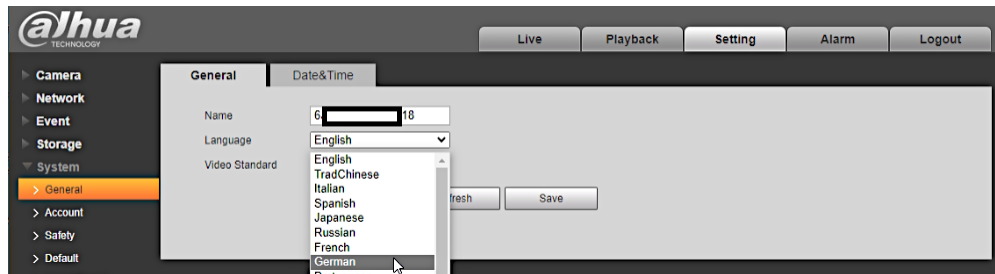 alhua
TECHNOLOGY
Live Playback Setting Alarm Logout
Camera
Network
Event
Storage
System
General
Account
Safety
Default
General Date&Time
Name 6 18
Language English
Video Standard
English
TradChinese
Italian
Spanish
Japanese
Russian
French
German
fresh Save